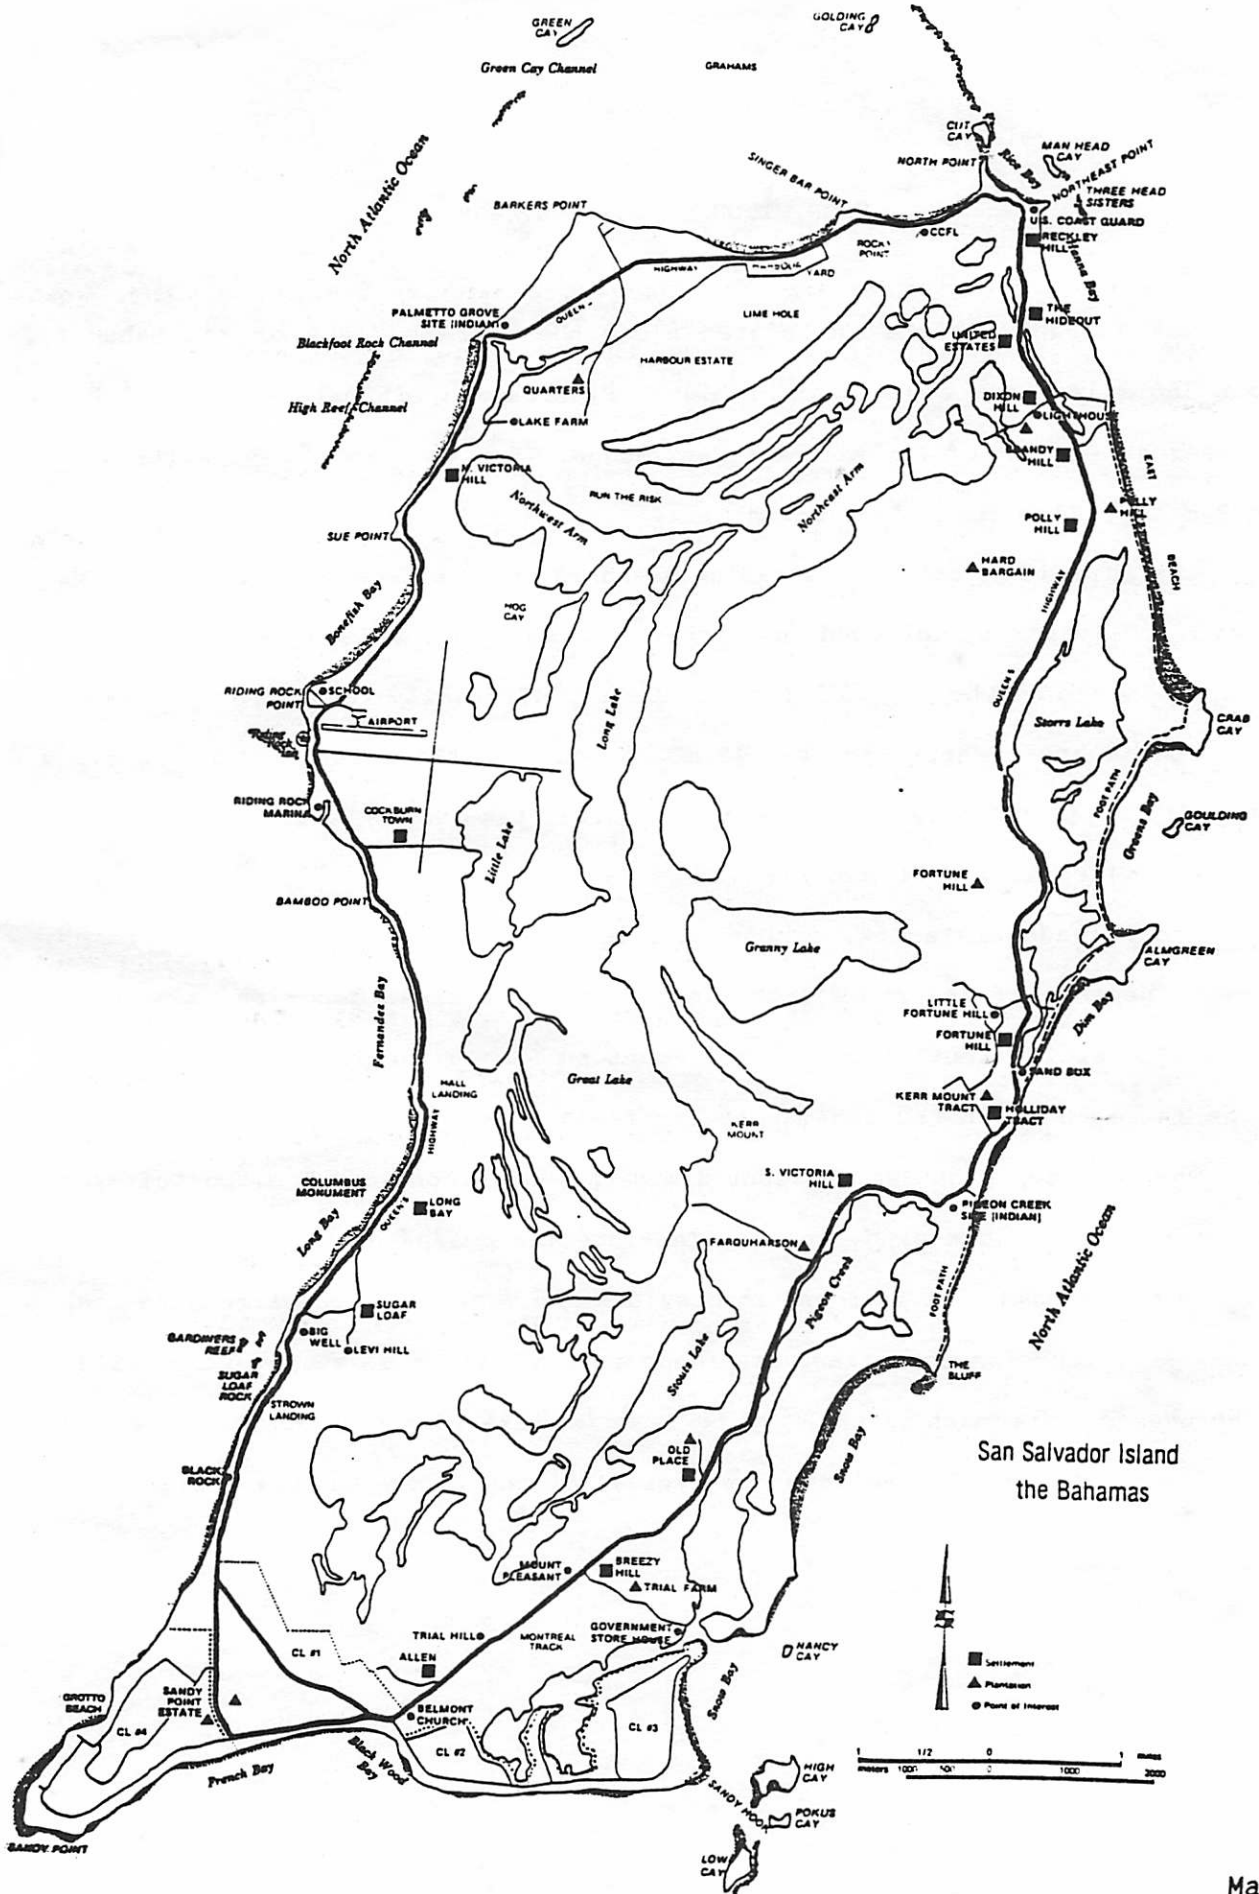 GREEN
CAY
GOLDING
CAY
Green Cay Channel
GRAHAMS
CUT
CAY
Rice Bay
MAN HEAD
CAY
NORTH POINT
NORTHEAST POINT
THREE HEAD
SISTERS
North Atlantic Ocean
SINGER BAR POINT
BARKERS POINT
U.S. COAST GUARD
CCFL
RECKLEY
HILL
Hanna Bay
ROCKY
POINT
HIGHWAY
YARD
QUEEN'S
PALMETTO GROVE
SITE [INDIAN]
LIME HOLE
THE
HIDEOUT
Blackfoot Rock Channel
UNITED
ESTATES
HARBOUR ESTATE
QUARTERS
High Reef Channel
DIXON
HILL
LIGHTHOUSE
LAKE FARM
HILL
EAST
BEACH
N. VICTORIA
HILL
Northwest Arm
RUN THE RISK
Northeast Arm
POLLY
HILL
POLLY
HILL
SUE POINT
HARD
BARGAIN
HIGHWAY
Bonefish Bay
HOG
CAY
QUEEN'S
RIDING ROCK
POINT
SCHOOL
AIRPORT
Riding
Rock
Inn
Long Lake
Storrs Lake
CRAB
CAY
RIDING ROCK
MARINA
COCKBURN
TOWN
Little Lake
FOOT PATH
Greens Bay
GOULDING
CAY
FORTUNE
HILL
BAMBOO POINT
Granny Lake
ALMGREEN
CAY
Fernandez Bay
LITTLE
FORTUNE HILL
Dim Bay
FORTUNE
HILL
Great Lake
SAND BOX
HALL
LANDING
KERR MOUNT
TRACT
HOLLIDAY
TRACT
HIGHWAY
KERR
MOUNT
COLUMBUS
MONUMENT
S. VICTORIA
HILL
QUEEN'S
LONG
BAY
PIGEON CREEK
SITE [INDIAN]
Long Bay
FARQUHARSON
Pigeon Creek
FOOT PATH
North Atlantic Ocean
SUGAR
LOAF
GARDINERS
REEF
BIG
WELL
LEVI HILL
Stouts Lake
THE
BLUFF
SUGAR
LOAF
ROCK
STROWN
LANDING
Snow Bay
San Salvador Island
the Bahamas
OLD
PLACE
BLACK
ROCK
MOUNT
PLEASANT
BREEZY
HILL
TRIAL FARM
CL #1
TRIAL HILL
MONTREAL
TRACK
GOVERNMENT
STORE HOUSE
NANCY
CAY
ALLEN
Settlement
Plantation
Point of Interest
GROTTO
BEACH
SANDY
POINT
ESTATE
CL #4
BELMONT
CHURCH
CL #2
CL #3
Snow Bay
French Bay
Black Wood
Bay
1 1/2 0 1 miles
meters 1000 500 0 1000 2000
HIGH
CAY
SANDY HOOK
POKUS
CAY
SANDY POINT
LOW
CAY
Ma